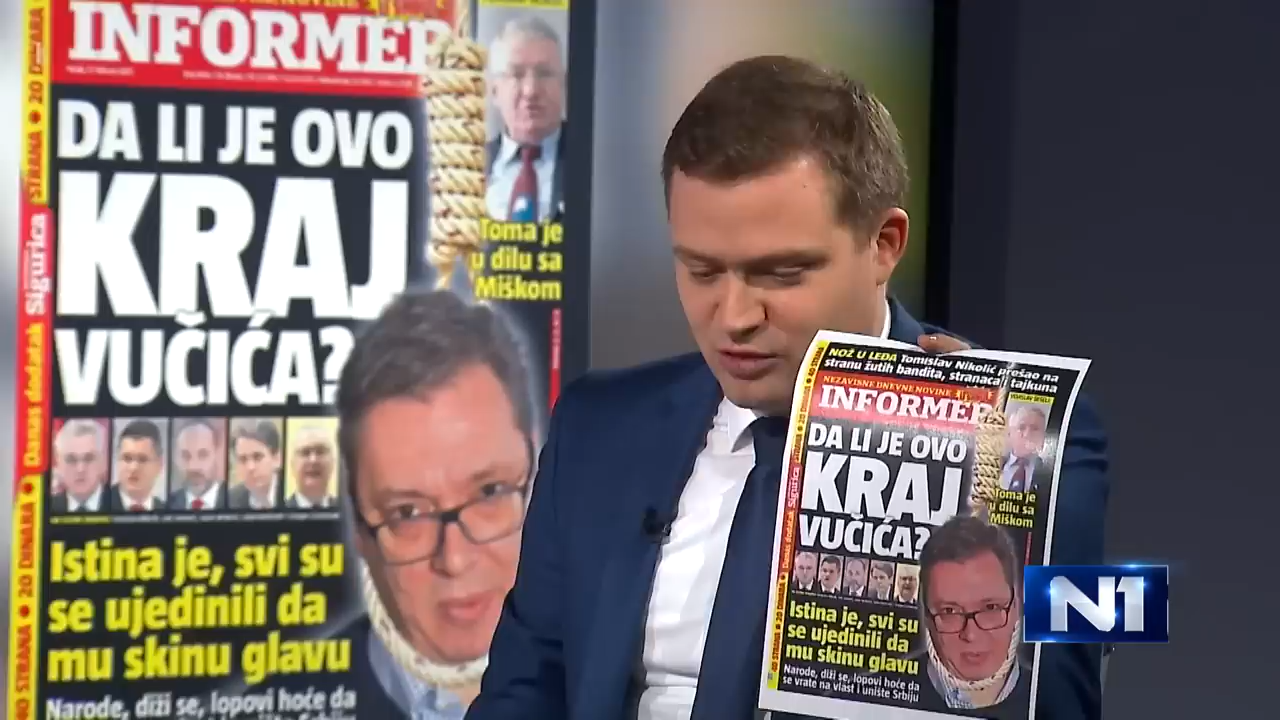 INFORMER
DA LI JE OVO
KRAJ
VUČIĆA?
Toma je
u dilu sa
Miškom
20 DINARA
STRANA
Danas dodatak Sigurica
40 STRANA 20 DINARA
Istina je, svi su
se ujedinili da
mu skinu glavu
Narode, diži se, lopovi hoće da
NOŽ U LEĐA Tomislav Nikolić prešao na
stranu žutih bandita, stranaca i tajkuna
NEZAVISNE DNEVNE NOVINE
INFORMER
DA LI JE OVO
KRAJ
VUČIĆA?
Toma je
u dilu sa
Miškom
Istina je, svi su
se ujedinili da
mu skinu glavu
Narode, diži se, lopovi hoće da
se vrate na vlast i unište Srbiju
N1